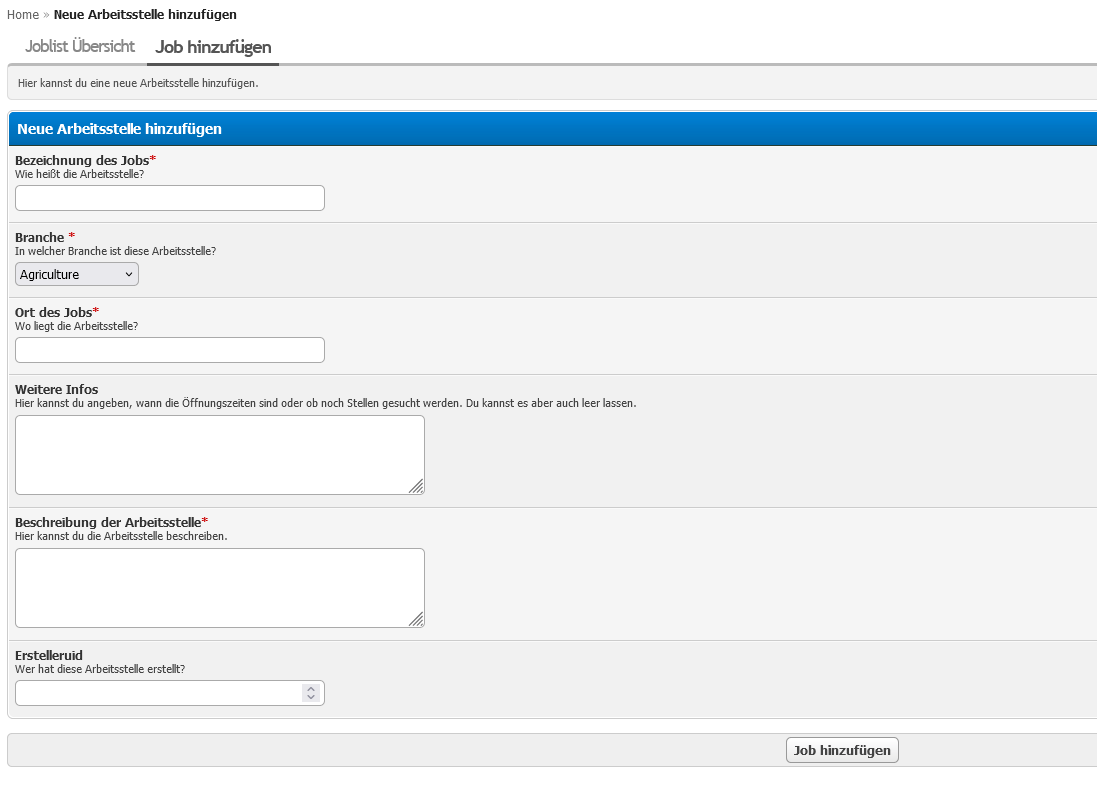 Home » Neue Arbeitsstelle hinzufügen
Joblist Übersicht Job hinzufügen
Hier kannst du eine neue Arbeitsstelle hinzufügen.
Neue Arbeitsstelle hinzufügen
Bezeichnung des Jobs*
Wie heißt die Arbeitsstelle?
Branche *
In welcher Branche ist diese Arbeitsstelle?
Agriculture
Ort des Jobs*
Wo liegt die Arbeitsstelle?
Weitere Infos
Hier kannst du angeben, wann die Öffnungszeiten sind oder ob noch Stellen gesucht werden. Du kannst es aber auch leer lassen.
Beschreibung der Arbeitsstelle*
Hier kannst du die Arbeitsstelle beschreiben.
Erstelleruid
Wer hat diese Arbeitsstelle erstellt?
Job hinzufügen